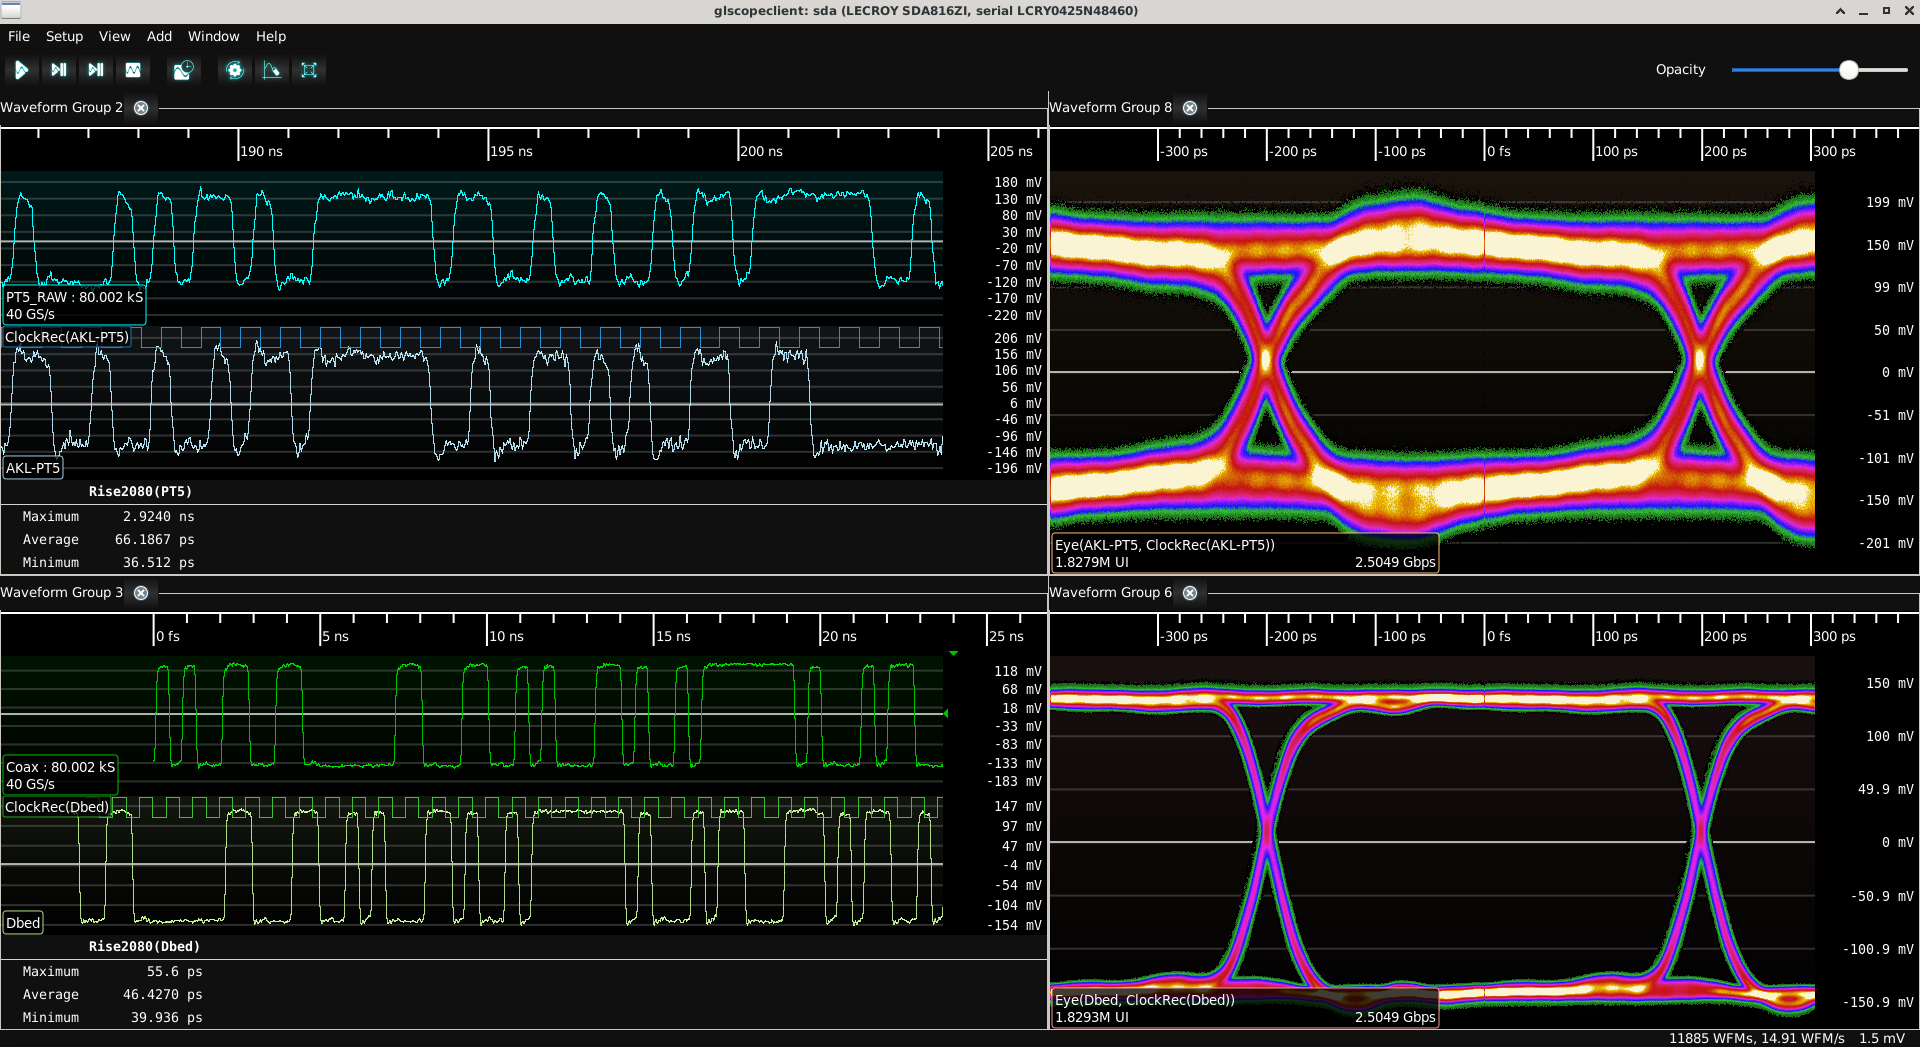 glscopeclient: sda (LECROY SDA816ZI, serial LCRY0425N48460)
File Setup View Add Window Help
Opacity
Waveform Group 2
190 ns 195 ns 200 ns 205 ns
180 mV
130 mV
80 mV
30 mV
-20 mV
-70 mV
-120 mV
-170 mV
-220 mV
PT5_RAW : 80.002 kS
40 GS/s
ClockRec(AKL-PT5)
206 mV
156 mV
106 mV
56 mV
6 mV
-46 mV
-96 mV
-146 mV
-196 mV
AKL-PT5
Rise2080(PT5)
Maximum 2.9240 ns
Average 66.1867 ps
Minimum 36.512 ps
Waveform Group 8
-300 ps -200 ps -100 ps 0 fs 100 ps 200 ps 300 ps
199 mV
150 mV
99 mV
50 mV
0 mV
-51 mV
-101 mV
-150 mV
-201 mV
Eye(AKL-PT5, ClockRec(AKL-PT5))
1.8279M UI 2.5049 Gbps
Waveform Group 3
0 fs 5 ns 10 ns 15 ns 20 ns 25 ns
118 mV
68 mV
18 mV
-33 mV
-83 mV
-133 mV
-183 mV
Coax : 80.002 kS
40 GS/s
ClockRec(Dbed)
147 mV
97 mV
47 mV
-4 mV
-54 mV
-104 mV
-154 mV
Dbed
Rise2080(Dbed)
Maximum 55.6 ps
Average 46.4270 ps
Minimum 39.936 ps
Waveform Group 6
-300 ps -200 ps -100 ps 0 fs 100 ps 200 ps 300 ps
150 mV
100 mV
49.9 mV
0 mV
-50.9 mV
-100.9 mV
-150.9 mV
Eye(Dbed, ClockRec(Dbed))
1.8293M UI 2.5049 Gbps
11885 WFMs, 14.91 WFM/s 1.5 mV